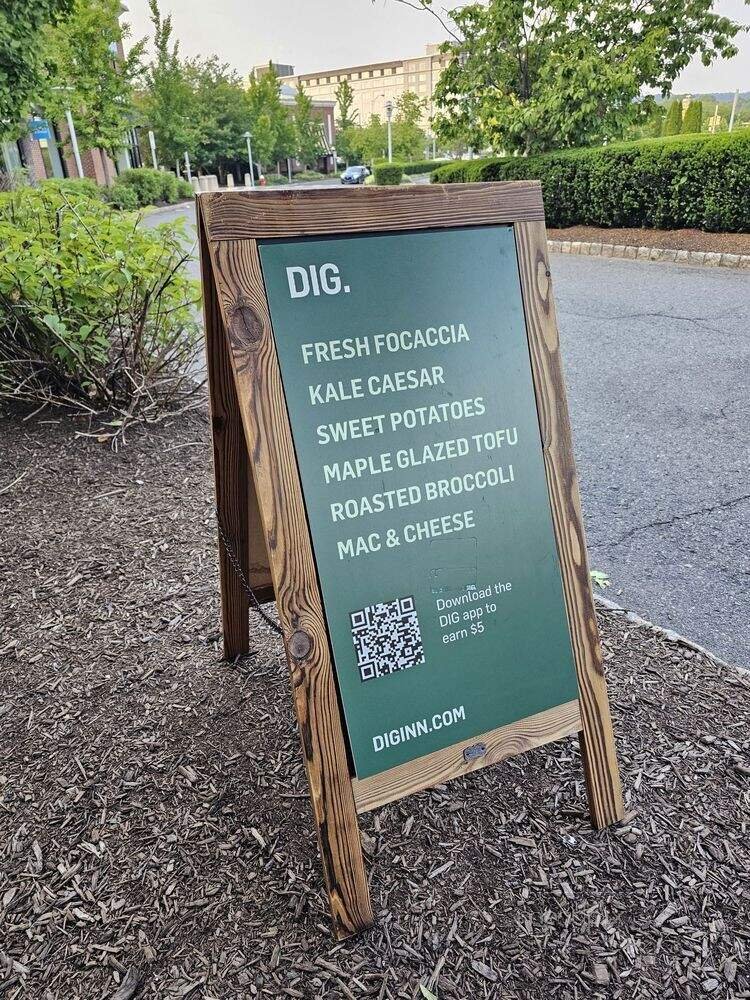 DIG.
FRESH FOCACCIA
KALE CAESAR
SWEET POTATOES
MAPLE GLAZED TOFU
ROASTED BROCCOLI
MAC & CHEESE
Download the
DIG app to
earn $5
DIGINN.COM